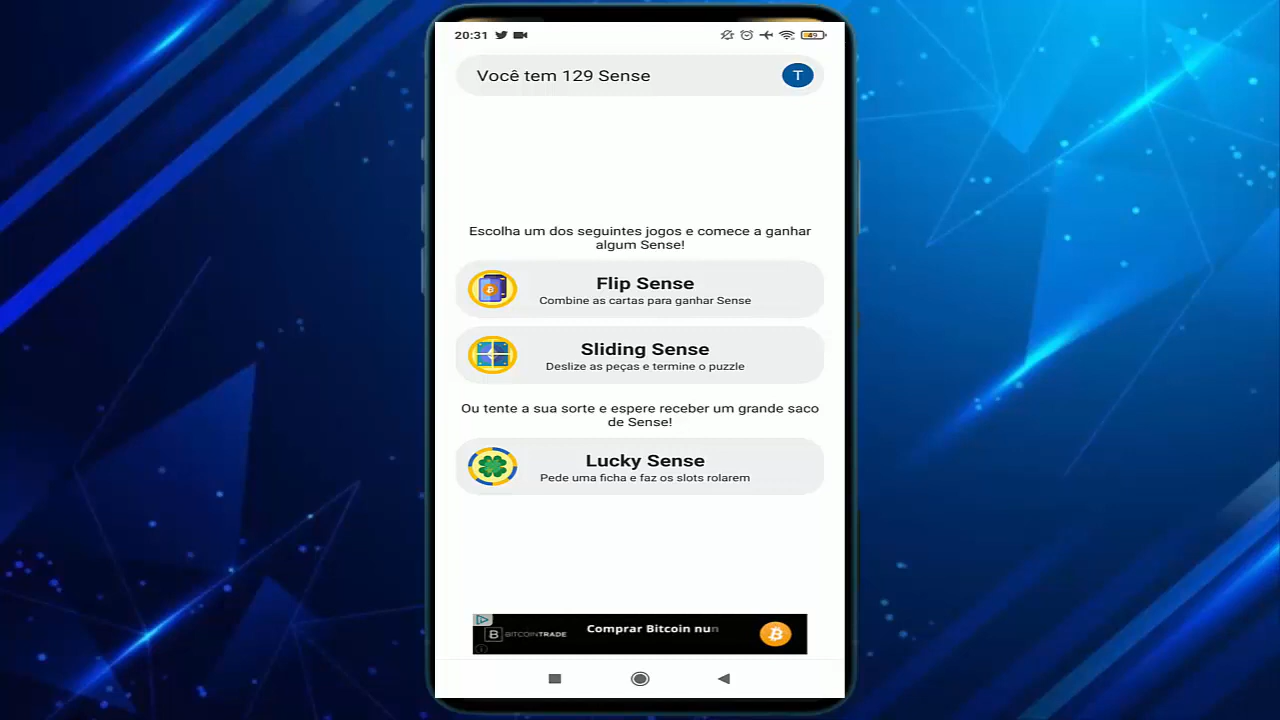 20:31
49
Você tem 129 Sense
T
Escolha um dos seguintes jogos e comece a ganhar
algum Sense!
Flip Sense
Combine as cartas para ganhar Sense
Sliding Sense
Deslize as peças e termine o puzzle
Ou tente a sua sorte e espere receber um grande saco
de Sense!
Lucky Sense
Pede uma ficha e faz os slots rolarem
B BITCOINTRADE
Comprar Bitcoin nun